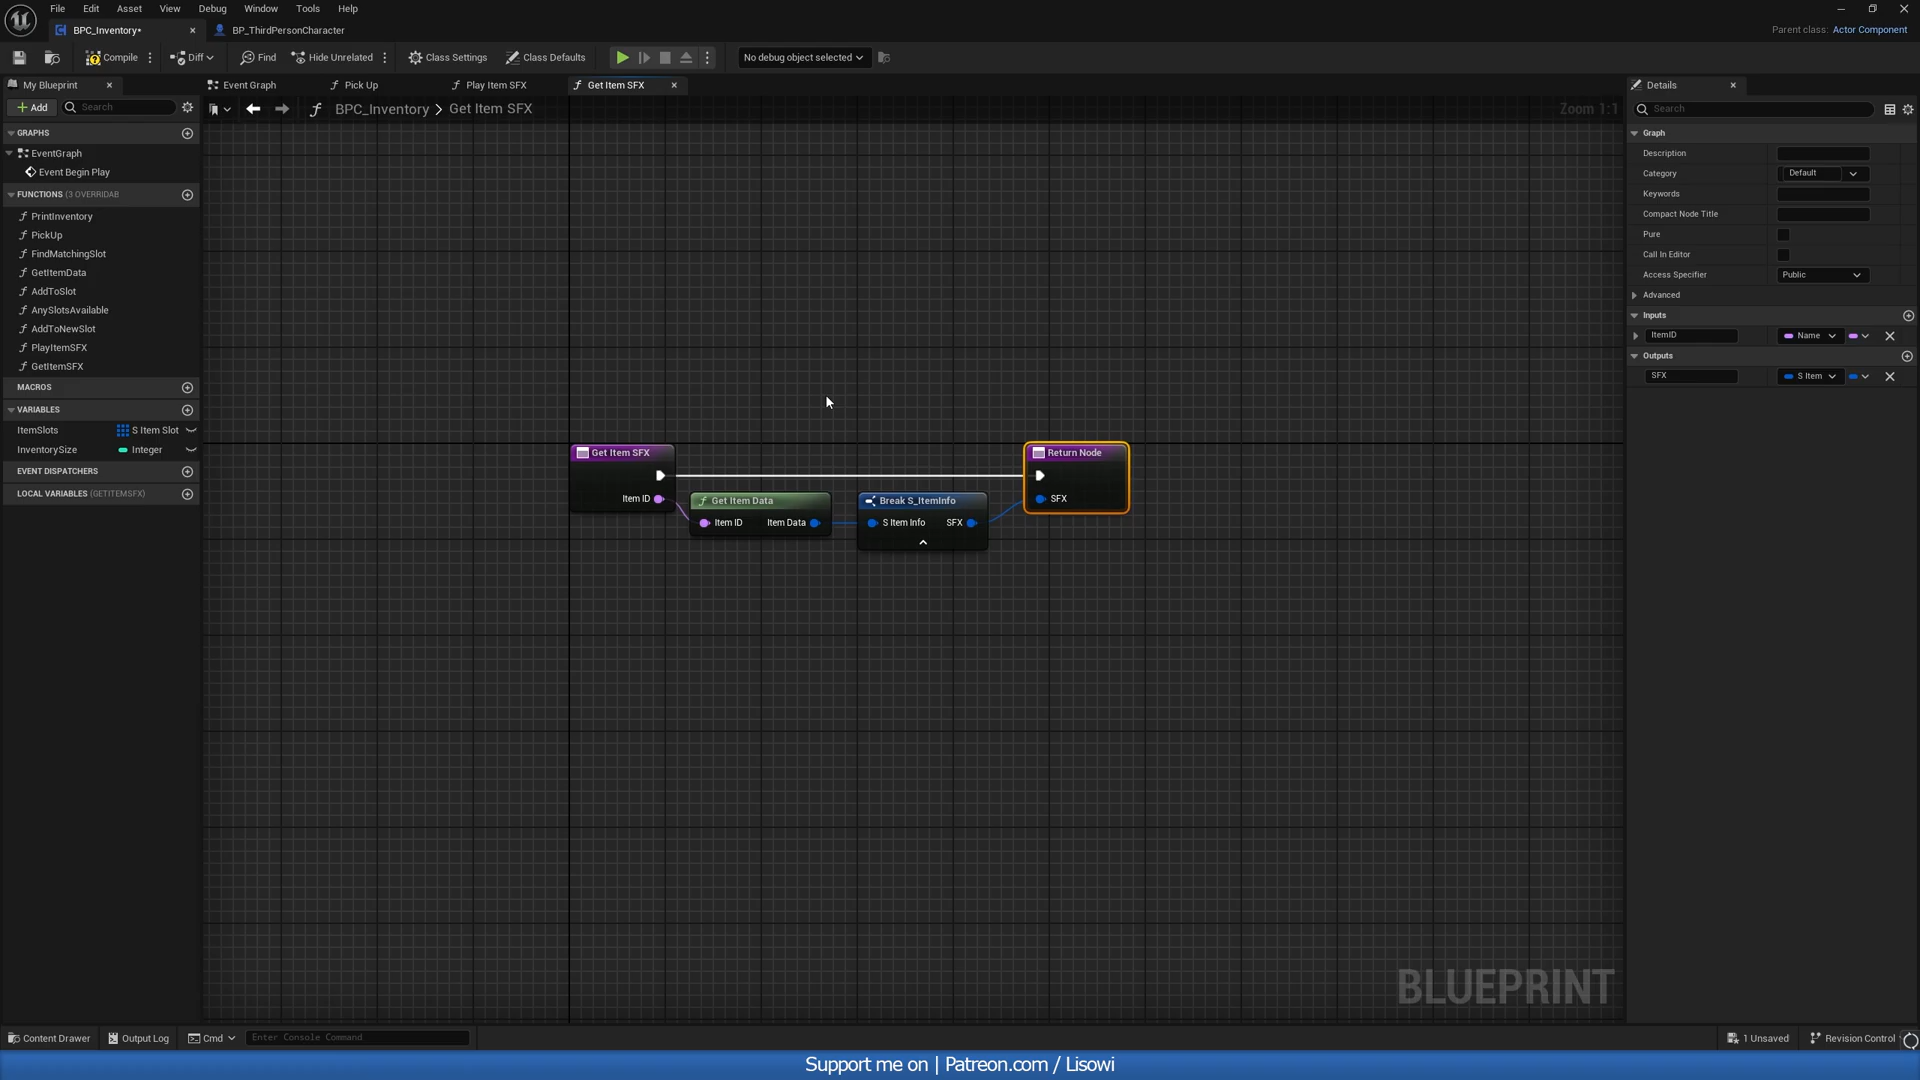 File Edit Asset View Debug Window Tools Help
BPC_Inventory• BP_ThirdPersonCharacter
Parent class: Actor Component
Compile Diff Find Hide Unrelated Class Settings Class Defaults No debug object selected
My Blueprint Event Graph Pick Up Play Item SFX Get Item SFX Details
Add Search
BPC_Inventory > Get Item SFX
Zoom 1:1
Search
GRAPHS
EventGraph
Event Begin Play
FUNCTIONS (3 OVERRIDAB
PrintInventory
PickUp
FindMatchingSlot
GetItemData
AddToSlot
AnySlotsAvailable
AddToNewSlot
PlayItemSFX
GetItemSFX
MACROS
VARIABLES
ItemSlots S Item Slot
InventorySize Integer
EVENT DISPATCHERS
LOCAL VARIABLES (GETITEMSFX)
Get Item SFX
Item ID
Get Item Data
Item ID Item Data
Break S_ItemInfo
S Item Info SFX
Return Node
SFX
Graph
Description
Category Default
Keywords
Compact Node Title
Pure
Call In Editor
Access Specifier Public
Advanced
Inputs
ItemID Name
Outputs
SFX S Item
BLUEPRINT
Content Drawer Output Log Cmd Enter Console Command 1 Unsaved Revision Control
Support me on | Patreon.com / Lisowi